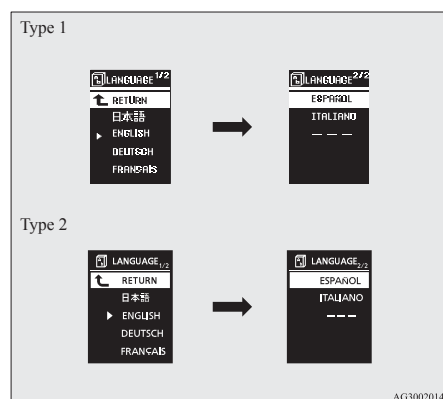 Type 1
LANGUAGE 1/2
RETURN
日本語
ENGLISH
DEUTSCH
FRANÇAIS
LANGUAGE 2/2
ESPAÑOL
ITALIANO
– – –
Type 2
LANGUAGE 1/2
RETURN
日本語
ENGLISH
DEUTSCH
FRANÇAIS
LANGUAGE 2/2
ESPAÑOL
ITALIANO
– – –
AG3002014